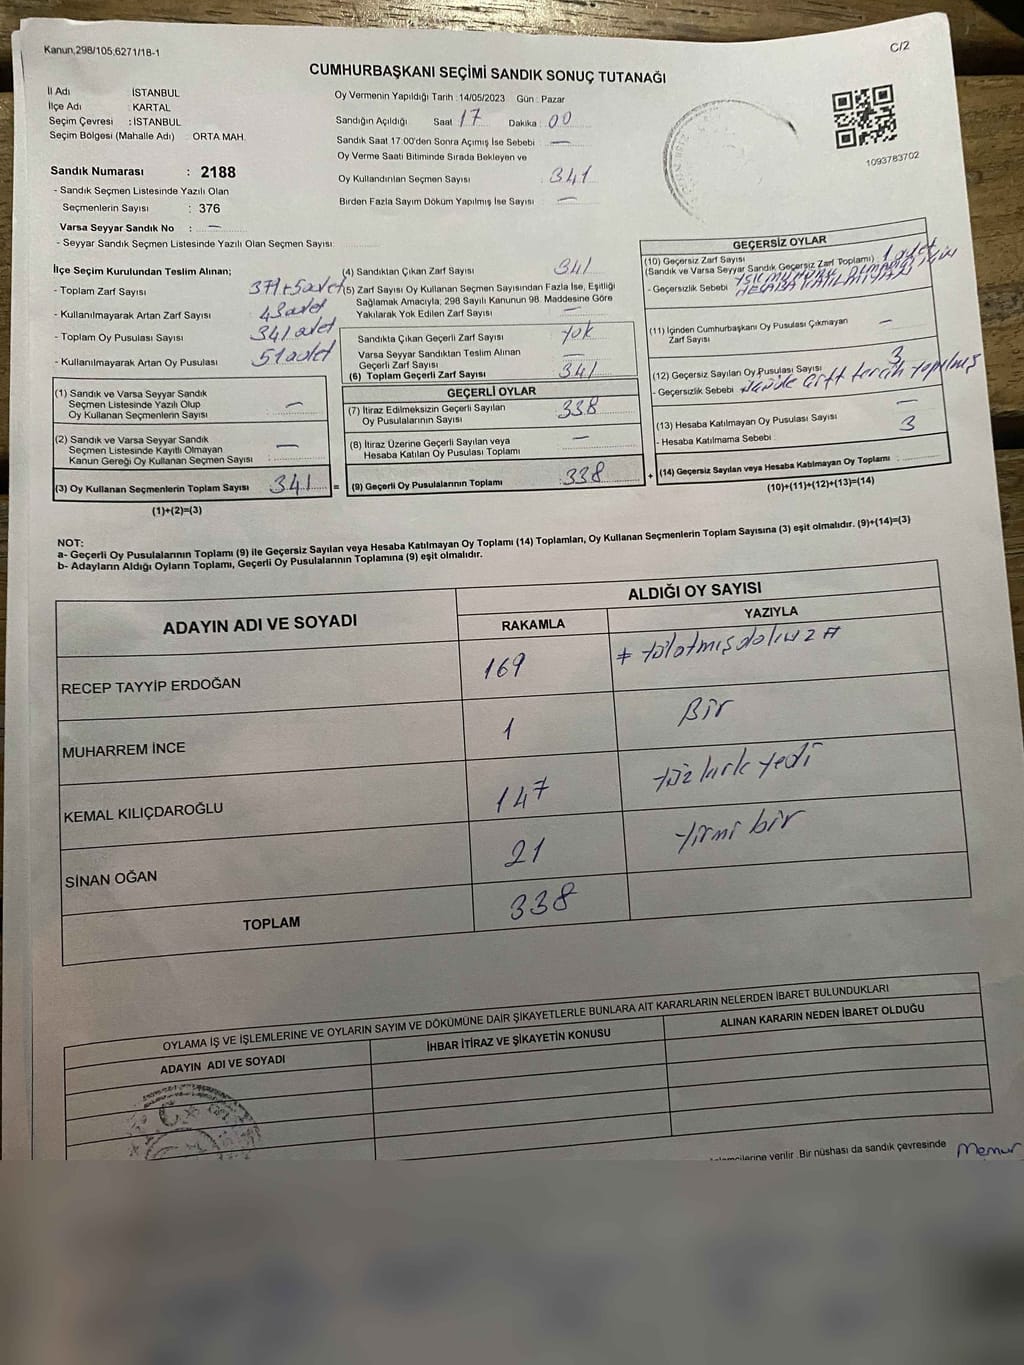 Kanun,298/105,6271/18-1
C/2
CUMHURBAŞKANI SEÇİMİ SANDIK SONUÇ TUTANAĞI
İl Adı : İSTANBUL
İlçe Adı : KARTAL
Seçim Çevresi : İSTANBUL
Seçim Bölgesi (Mahalle Adı) : ORTA MAH.
Sandık Numarası : 2188
- Sandık Seçmen Listesinde Yazılı Olan
Seçmenlerin Sayısı : 376
Varsa Seyyar Sandık No : —
- Seyyar Sandık Seçmen Listesinde Yazılı Olan Seçmen Sayısı:
Oy Vermenin Yapıldığı Tarih : 14/05/2023 Gün : Pazar
Sandığın Açıldığı Saat : 17 Dakika : 00
Sandık Saat 17:00'den Sonra Açımış İse Sebebi : —
Oy Verme Saati Bitiminde Sırada Bekleyen ve
Oy Kullandırılan Seçmen Sayısı : 341
Birden Fazla Sayım Döküm Yapılmış İse Sayısı : —
1093783702
İlçe Seçim Kurulundan Teslim Alınan;
- Toplam Zarf Sayısı : 371+5 adet
- Kullanılmayarak Artan Zarf Sayısı : 43 adet
- Toplam Oy Pusulası Sayısı : 341 adet
- Kullanılmayarak Artan Oy Pusulası : 51 adet
(1) Sandık ve Varsa Seyyar Sandık
Seçmen Listesinde Yazılı Olup
Oy Kullanan Seçmenlerin Sayısı : —
(2) Sandık ve Varsa Seyyar Sandık
Seçmen Listesinde Kayıtlı Olmayan
Kanun Gereği Oy Kullanan Seçmen Sayısı : —
(3) Oy Kullanan Seçmenlerin Toplam Sayısı : 341 =
(1)+(2)=(3)
(4) Sandıktan Çıkan Zarf Sayısı : 341
(5) Zarf Sayısı Oy Kullanan Seçmen Sayısından Fazla İse, Eşitliği
Sağlamak Amacıyla; 298 Sayılı Kanunun 98. Maddesine Göre
Yakılarak Yok Edilen Zarf Sayısı : —
Sandıkta Çıkan Geçerli Zarf Sayısı : yok
Varsa Seyyar Sandıktan Teslim Alınan
Geçerli Zarf Sayısı : —
(6) Toplam Geçerli Zarf Sayısı : 341
GEÇERLİ OYLAR
(7) İtiraz Edilmeksizin Geçerli Sayılan
Oy Pusulalarının Sayısı : 338
(8) İtiraz Üzerine Geçerli Sayılan veya
Hesaba Katılan Oy Pusulası Toplamı : —
(9) Geçerli Oy Pusulalarının Toplamı : 338 +
GEÇERSİZ OYLAR
(10) Geçersiz Zarf Sayısı : 1 adet
(Sandık ve Varsa Seyyar Sandık Geçersiz Zarf Toplamı)
- Geçersizlik Sebebi : YSK MÜHÜRÜ OLMADIĞI İÇİN
HESABA KATILMIYAN
(11) İçinden Cumhurbaşkanı Oy Pusulası Çıkmayan
Zarf Sayısı : —
(12) Geçersiz Sayılan Oy Pusulası Sayısı : 3
- Geçersizlik Sebebi : çift tercih yapılmış
(13) Hesaba Katılmayan Oy Pusulası Sayısı : —
- Hesaba Katılmama Sebebi : 3
(14) Geçersiz Sayılan veya Hesaba Katılmayan Oy Toplamı :
(10)+(11)+(12)+(13)=(14)
NOT:
a- Geçerli Oy Pusulalarının Toplamı (9) ile Geçersiz Sayılan veya Hesaba Katılmayan Oy Toplamı (14) Toplamları, Oy Kullanan Seçmenlerin Toplam Sayısına (3) eşit olmalıdır. (9)+(14)=(3)
b- Adayların Aldığı Oyların Toplamı, Geçerli Oy Pusulalarının Toplamına (9) eşit olmalıdır.
ADAYIN ADI VE SOYADI ALDIĞI OY SAYISI
RAKAMLA YAZIYLA
RECEP TAYYİP ERDOĞAN 169
MUHARREM İNCE 1 Bir
KEMAL KILIÇDAROĞLU 147 yüz kırk yedi
SİNAN OĞAN 21 yirmi bir
TOPLAM 338
OYLAMA İŞ VE İŞLEMLERİNE VE OYLARIN SAYIM VE DÖKÜMÜNE DAİR ŞİKAYETLERLE BUNLARA AİT KARARLARIN NELERDEN İBARET BULUNDUKLARI
ADAYIN ADI VE SOYADI İHBAR İTİRAZ VE ŞİKAYETİN KONUSU ALINAN KARARIN NEDEN İBARET OLDUĞU
verilir. Bir nüshası da sandık çevresinde
Memur